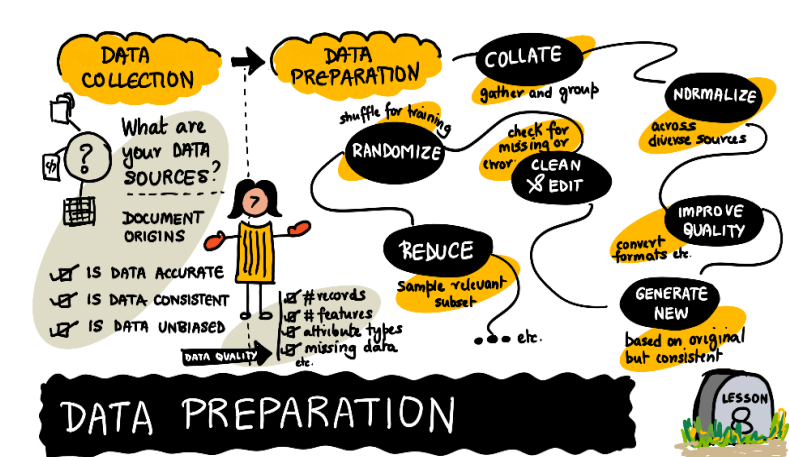 DATA
COLLECTION
DATA
PREPARATION
What are
your DATA
SOURCES?
DOCUMENT
ORIGINS
IS DATA ACCURATE
IS DATA CONSISTENT
IS DATA UNBIASED
DATA QUALITY
#records
#features
attribute types
missing data
etc.
COLLATE
gather and group
NORMALIZE
across
diverse sources
IMPROVE
QUALITY
convert
formats etc.
GENERATE
NEW
based on original
but consistent
check for
missing or
error
CLEAN
& EDIT
shuffle for training
RANDOMIZE
REDUCE
Sample relevant
subset
... etc.
DATA PREPARATION
LESSON
8